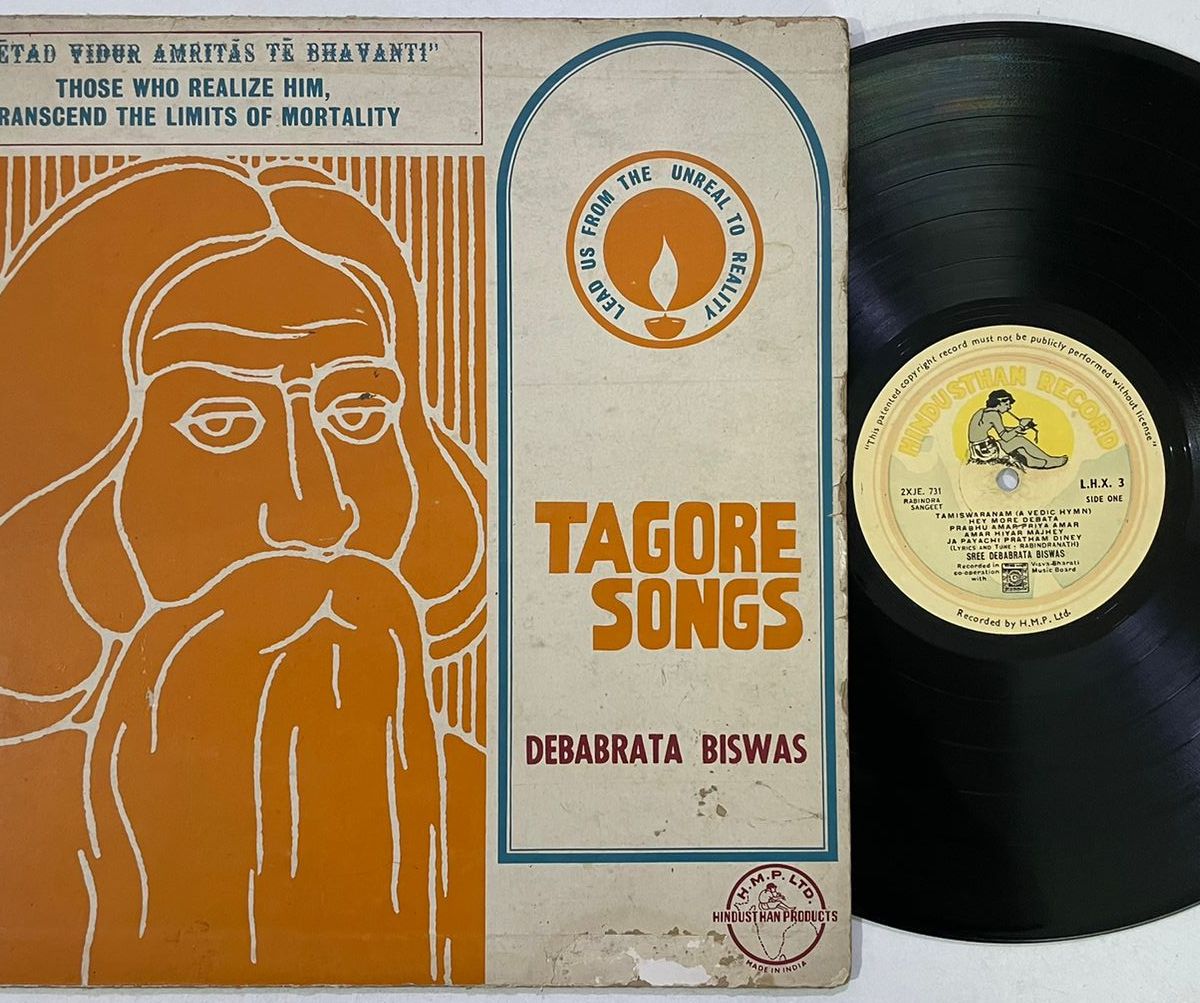 ĒTAD VIDUR AMRITĀS TĒ BHAVANTI"
THOSE WHO REALIZE HIM,
RANSCEND THE LIMITS OF MORTALITY
LEAD US FROM THE UNREAL TO REALITY
TAGORE
SONGS
DEBABRATA BISWAS
H.M.P. LTD.
HINDUSTHAN PRODUCTS
MADE IN INDIA
"This patented copyright record must not be publicly performed without license"
HINDUSTHAN RECORD
2XJE. 731
RABINDRA
SANGEET
L.H.X. 3
SIDE ONE
TAMISWARANAM (A VEDIC HYMN)
HEY MORE DEBATA
PRABHU AMAR PRIYA AMAR
AMAR HIYAR MAJHEY
JA PAYACHI PRATHAM DINEY
(LYRICS AND TUNE - RABINDRANATH)
SREE DEBABRATA BISWAS
Recorded in
co-operation
with
Visva-Bharati
Music Board
Recorded by H.M.P. Ltd.